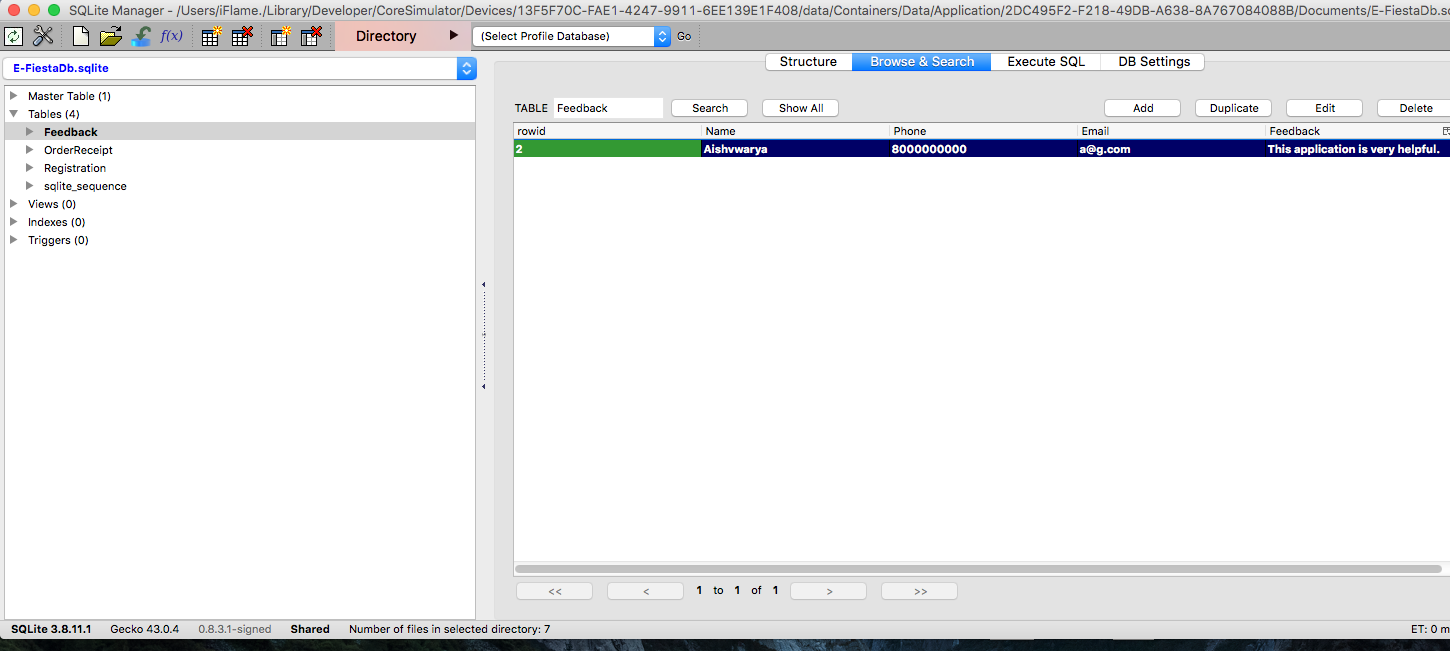 SQLite Manager - /Users/iFlame./Library/Developer/CoreSimulator/Devices/13F5F70C-FAE1-4247-9911-6EE139E1F408/data/Containers/Data/Application/2DC495F2-F218-49DB-A638-8A767084088B/Documents/E-FiestaDb.sq
f(x) Directory (Select Profile Database) Go
E-FiestaDb.sqlite
Master Table (1)
Tables (4)
Feedback
OrderReceipt
Registration
sqlite_sequence
Views (0)
Indexes (0)
Triggers (0)
Structure Browse & Search Execute SQL DB Settings
TABLE Feedback Search Show All Add Duplicate Edit Delete
rowid Name Phone Email Feedback
2 Aishvwarya 8000000000 a@g.com This application is very helpful.
<< < 1 to 1 of 1 > >>
SQLite 3.8.11.1 Gecko 43.0.4 0.8.3.1-signed Shared Number of files in selected directory: 7 ET: 0 m